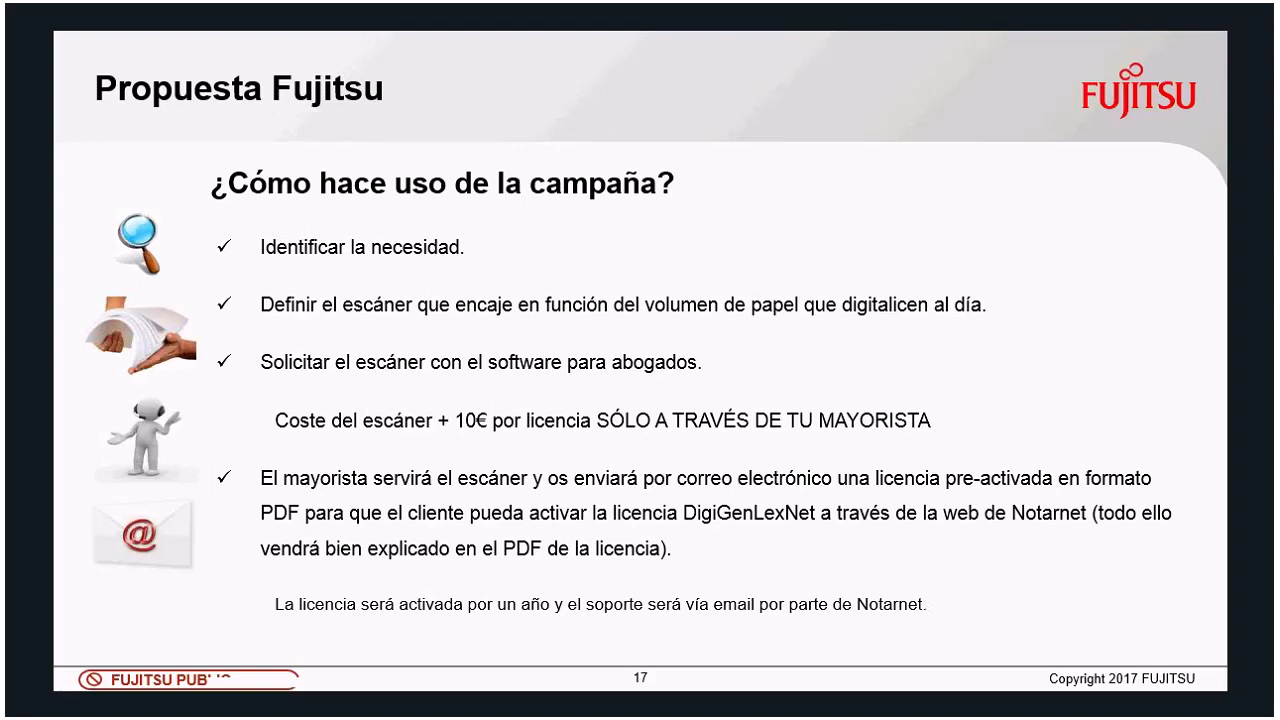 Propuesta Fujitsu
FUJITSU
¿Cómo hace uso de la campaña?
✓ Identificar la necesidad.
✓ Definir el escáner que encaje en función del volumen de papel que digitalicen al día.
✓ Solicitar el escáner con el software para abogados.
Coste del escáner + 10€ por licencia SÓLO A TRAVÉS DE TU MAYORISTA
✓ El mayorista servirá el escáner y os enviará por correo electrónico una licencia pre-activada en formato
PDF para que el cliente pueda activar la licencia DigiGenLexNet a través de la web de Notarnet (todo ello
vendrá bien explicado en el PDF de la licencia).
@
La licencia será activada por un año y el soporte será vía email por parte de Notarnet.
FUJITSU
17
Copyright 2017 FUJITSU